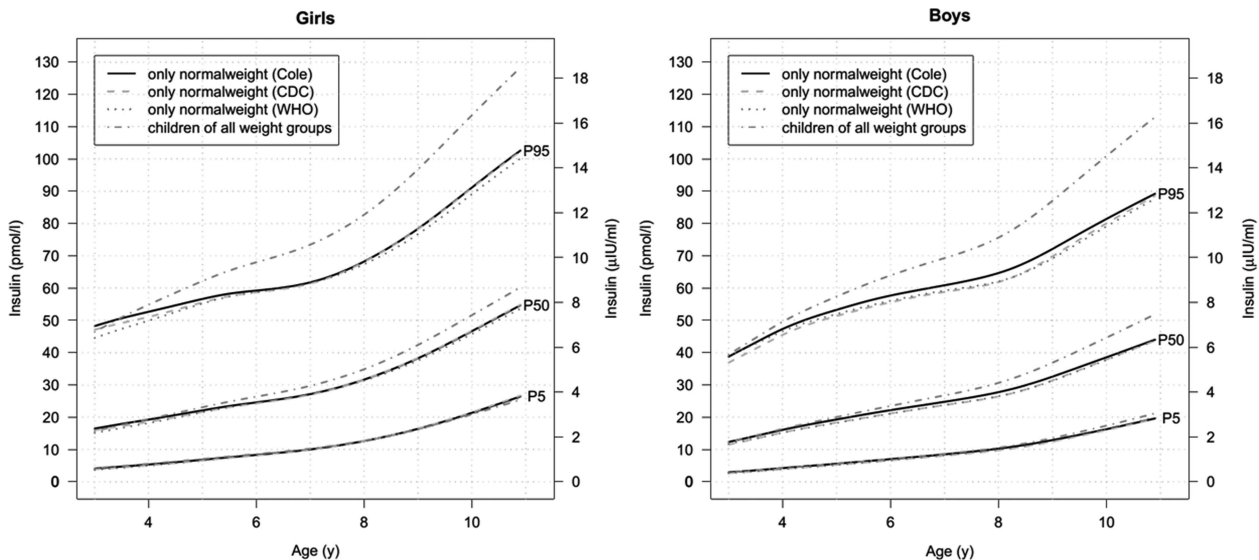 Girls
130
120
110
100
90
80
70
60
50
40
30
20
10
0
Insulin (pmol/l)
only normalweight (Cole)
only normalweight (CDC)
only normalweight (WHO)
children of all weight groups
P95
P50
P5
18
16
14
12
10
8
6
4
2
0
Insulin (µIU/ml)
4 6 8 10
Age (y)
Boys
130
120
110
100
90
80
70
60
50
40
30
20
10
0
Insulin (pmol/l)
only normalweight (Cole)
only normalweight (CDC)
only normalweight (WHO)
children of all weight groups
P95
P50
P5
18
16
14
12
10
8
6
4
2
0
Insulin (µIU/ml)
4 6 8 10
Age (y)